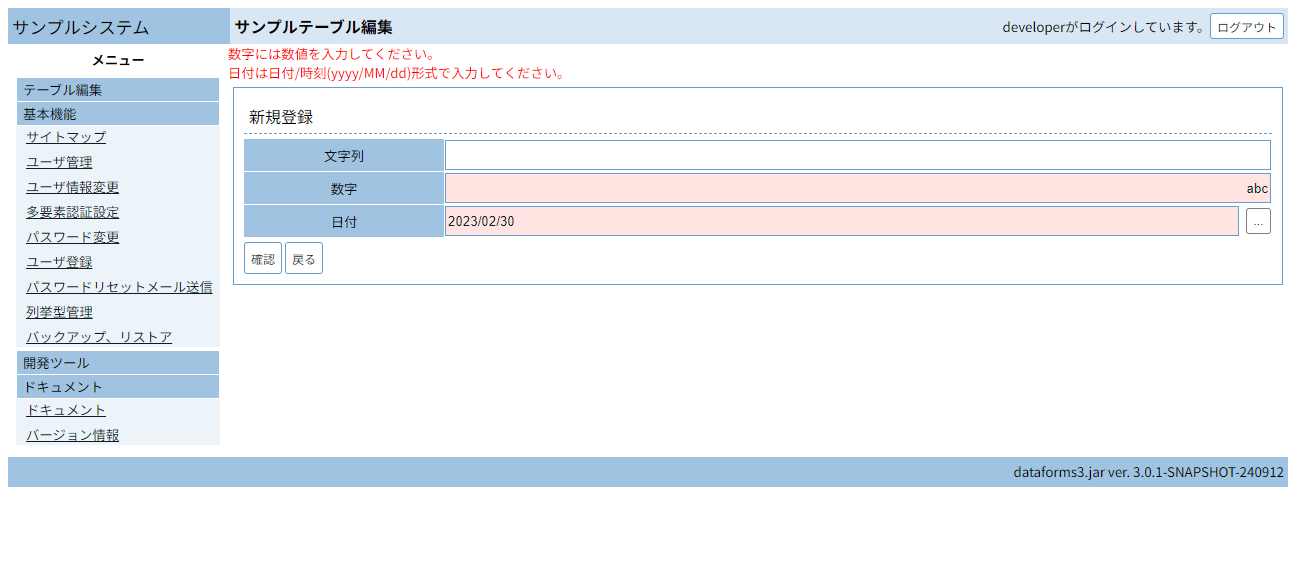 サンプルシステム
サンプルテーブル編集
developerがログインしています。 ログアウト
メニュー
テーブル編集
基本機能
サイトマップ
ユーザ管理
ユーザ情報変更
多要素認証設定
パスワード変更
ユーザ登録
パスワードリセットメール送信
列挙型管理
バックアップ、リストア
開発ツール
ドキュメント
ドキュメント
バージョン情報
数字には数値を入力してください。
日付は日付/時刻(yyyy/MM/dd)形式で入力してください。
新規登録
文字列
数字 abc
日付 2023/02/30 ...
確認 戻る
dataforms3.jar ver. 3.0.1-SNAPSHOT-240912